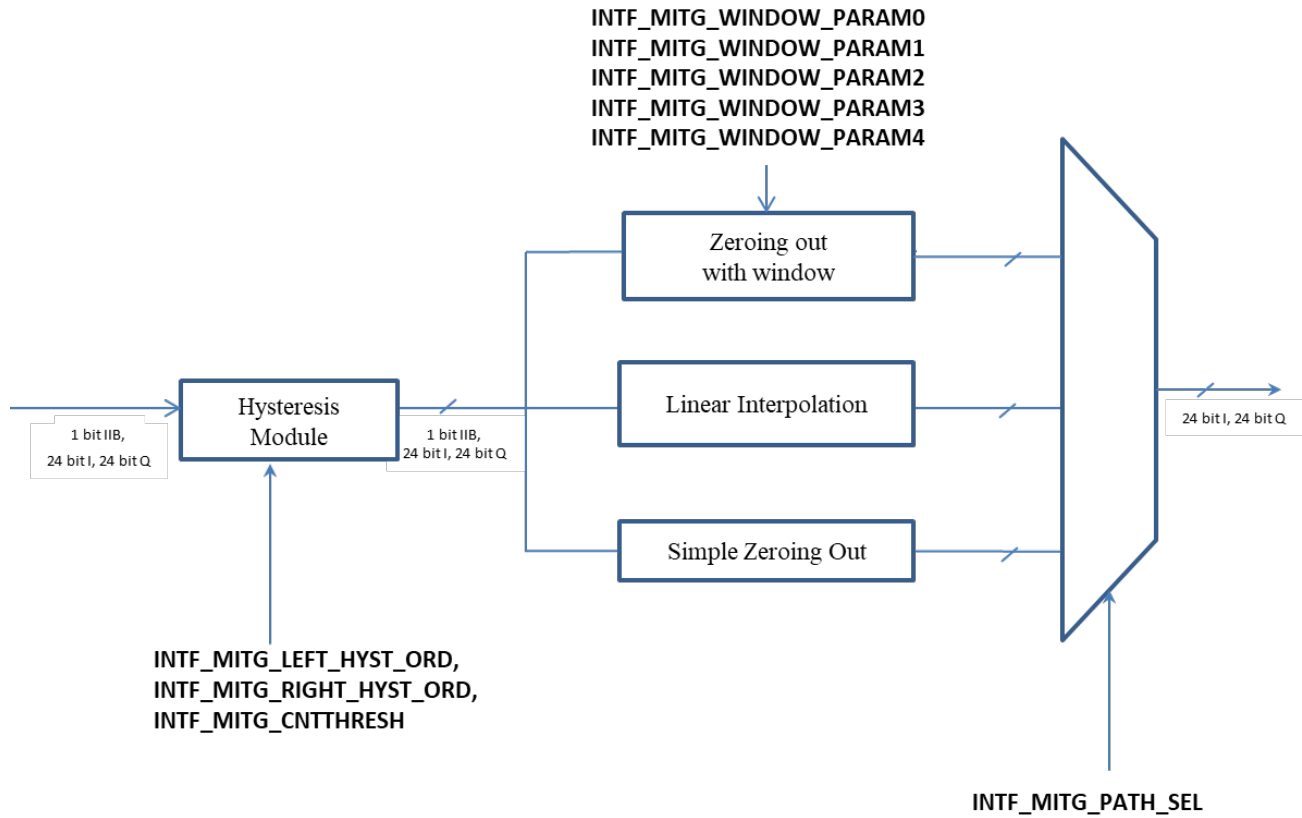 INTF_MITG_WINDOW_PARAM0
INTF_MITG_WINDOW_PARAM1
INTF_MITG_WINDOW_PARAM2
INTF_MITG_WINDOW_PARAM3
INTF_MITG_WINDOW_PARAM4
Zeroing out
with window
Hysteresis
Module
Linear Interpolation
1 bit IIB,
24 bit I, 24 bit Q
1 bit IIB,
24 bit I, 24 bit Q
24 bit I, 24 bit Q
Simple Zeroing Out
INTF_MITG_LEFT_HYST_ORD,
INTF_MITG_RIGHT_HYST_ORD,
INTF_MITG_CNTTHRESH
INTF_MITG_PATH_SEL